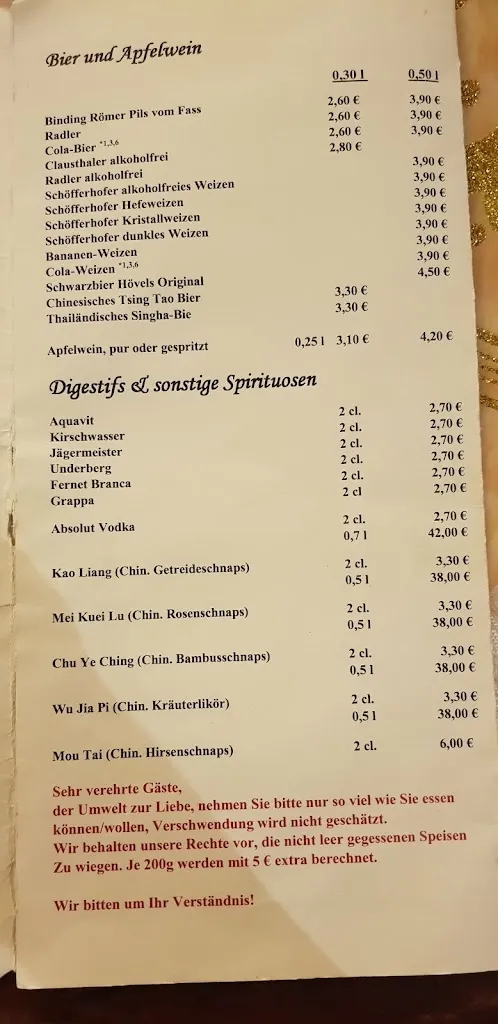 Bier und Apfelwein
0,30 l 0,50 l
Binding Römer Pils vom Fass 2,60 € 3,90 €
Radler 2,60 € 3,90 €
Cola-Bier *1,3,6 2,60 € 3,90 €
Clausthaler alkoholfrei 2,80 €
Radler alkoholfrei 3,90 €
Schöfferhofer alkoholfreies Weizen 3,90 €
Schöfferhofer Hefeweizen 3,90 €
Schöfferhofer Kristallweizen 3,90 €
Schöfferhofer dunkles Weizen 3,90 €
Bananen-Weizen 3,90 €
Cola-Weizen *1,3,6 3,90 €
Schwarzbier Hövels Original 4,50 €
Chinesisches Tsing Tao Bier 3,30 €
Thailändisches Singha-Bie 3,30 €
Apfelwein, pur oder gespritzt 0,25 l 3,10 € 4,20 €
Digestifs & sonstige Spirituosen
Aquavit 2 cl. 2,70 €
Kirschwasser 2 cl. 2,70 €
Jägermeister 2 cl. 2,70 €
Underberg 2 cl. 2,70 €
Fernet Branca 2 cl. 2,70 €
Grappa 2 cl 2,70 €
Absolut Vodka 2 cl. 2,70 €
0,7 l 42,00 €
Kao Liang (Chin. Getreideschnaps) 2 cl. 3,30 €
0,5 l 38,00 €
Mei Kuei Lu (Chin. Rosenschnaps) 2 cl. 3,30 €
0,5 l 38,00 €
Chu Ye Ching (Chin. Bambusschnaps) 2 cl. 3,30 €
0,5 l 38,00 €
Wu Jia Pi (Chin. Kräuterlikör) 2 cl. 3,30 €
0,5 l 38,00 €
Mou Tai (Chin. Hirsenschnaps) 2 cl. 6,00 €
Sehr verehrte Gäste,
der Umwelt zur Liebe, nehmen Sie bitte nur so viel wie Sie essen
können/wollen, Verschwendung wird nicht geschätzt.
Wir behalten unsere Rechte vor, die nicht leer gegessenen Speisen
Zu wiegen. Je 200g werden mit 5 € extra berechnet.
Wir bitten um Ihr Verständnis!